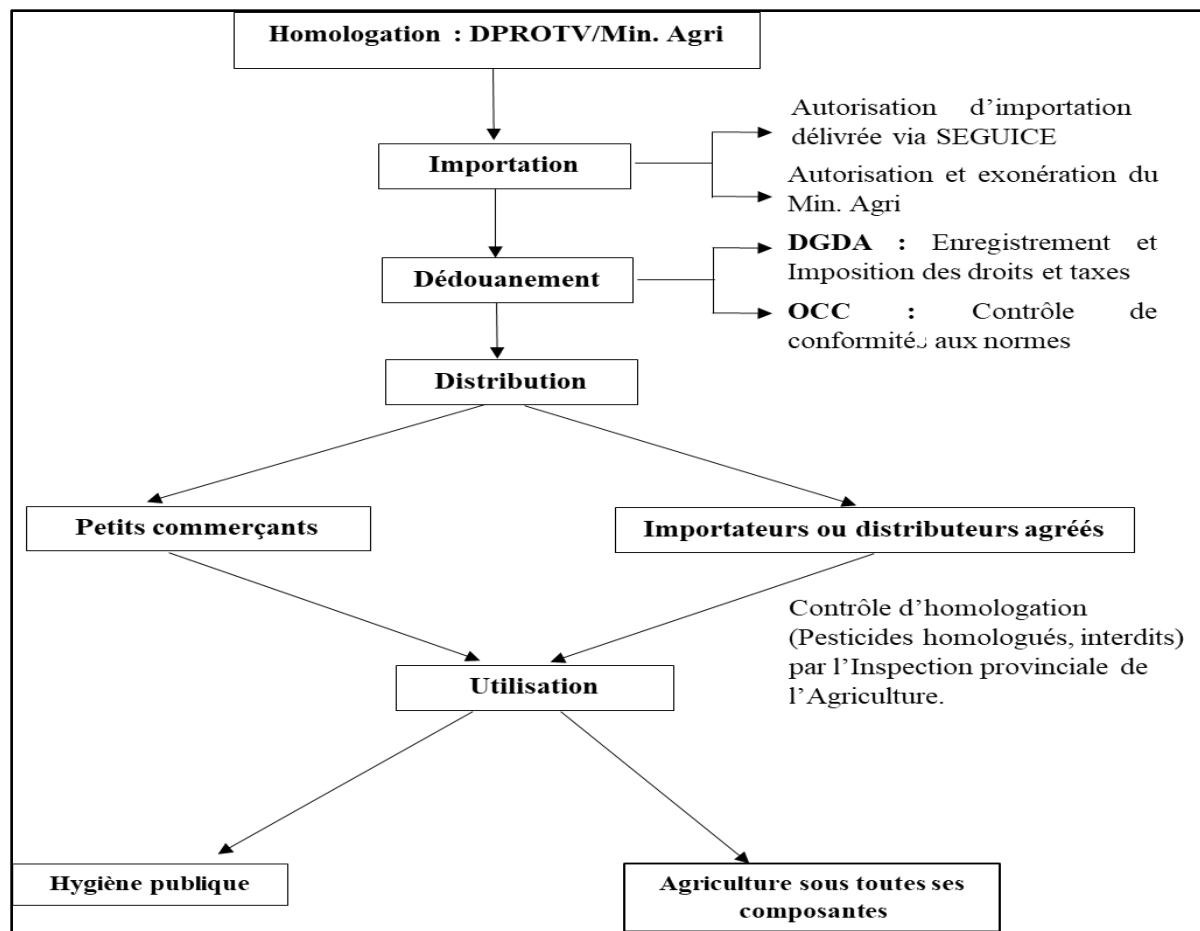 Homologation : DPROTV/Min. Agri
Autorisation d'importation
délivrée via SEGUICE
Importation
Autorisation et exonération du
Min. Agri
DGDA : Enregistrement et
Imposition des droits et taxes
Dédouanement
OCC : Contrôle de
conformités aux normes
Distribution
Petits commerçants
Importateurs ou distributeurs agréés
Contrôle d'homologation
(Pesticides homologués, interdits)
par l'Inspection provinciale de
l'Agriculture.
Utilisation
Hygiène publique
Agriculture sous toutes ses
composantes